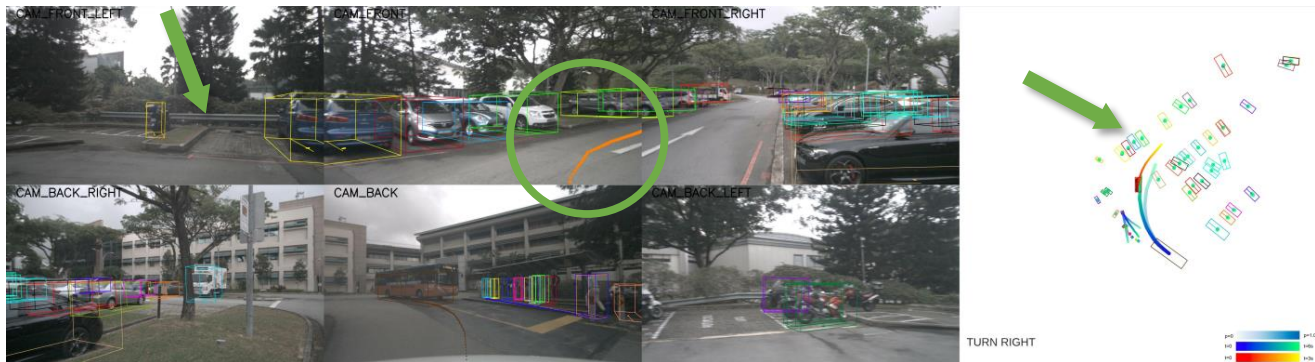 CAM_FRONT_LEFT
CAM_FRONT
CAM_FRONT_RIGHT
CAM_BACK_RIGHT
CAM_BACK
CAM_BACK_LEFT
TURN RIGHT